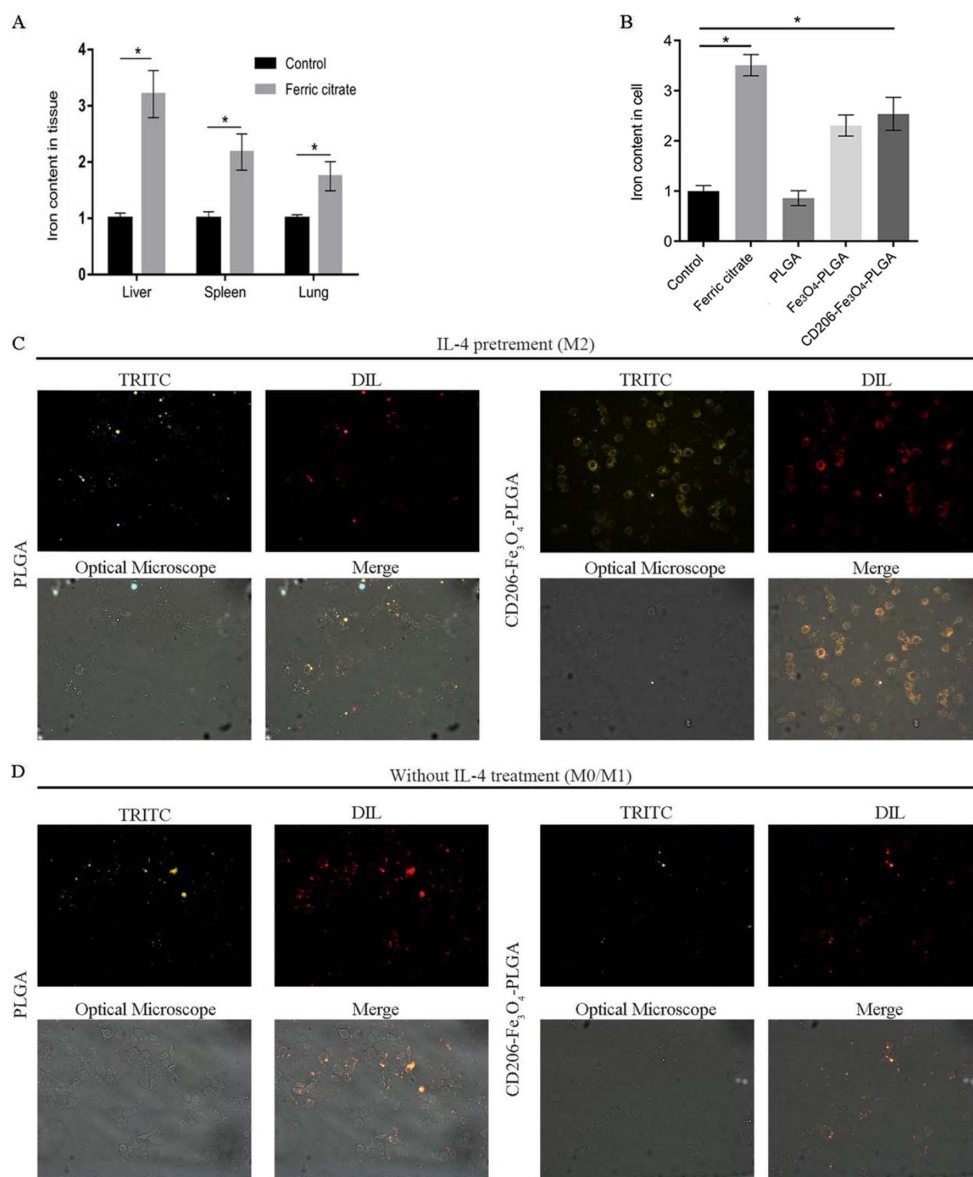 A
Iron content in tissue
4
3
2
1
0
*
*
*
Control
Ferric citrate
Liver Spleen Lung
B
Iron content in cell
4
3
2
1
0
*
*
Control
Ferric citrate
PLGA
Fe₃O₄-PLGA
CD206-Fe₃O₄-PLGA
C
IL-4 pretrement (M2)
TRITC DIL TRITC DIL
PLGA
CD206-Fe₃O₄-PLGA
Optical Microscope Merge Optical Microscope Merge
D
Without IL-4 treatment (M0/M1)
TRITC DIL TRITC DIL
PLGA
CD206-Fe₃O₄-PLGA
Optical Microscope Merge Optical Microscope Merge